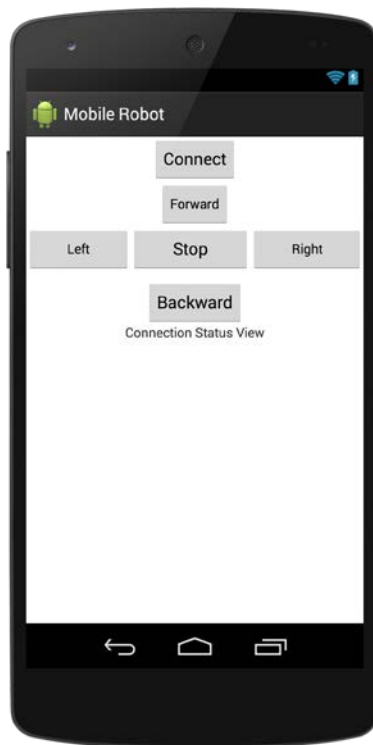 Mobile Robot
Connect
Forward
Left Stop Right
Backward
Connection Status View